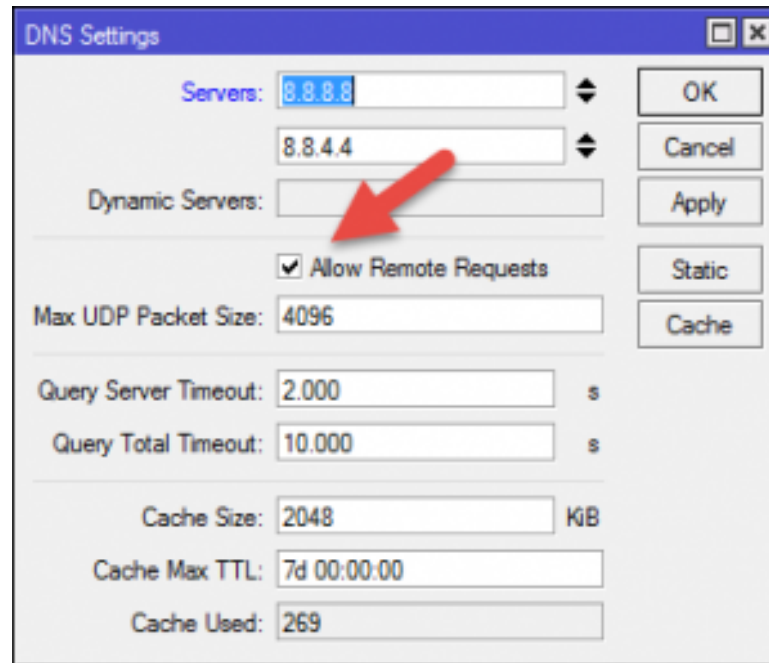 DNS Settings
Servers: 8.8.8.8 OK
8.8.4.4 Cancel
Dynamic Servers: Apply
Allow Remote Requests Static
Max UDP Packet Size: 4096 Cache
Query Server Timeout: 2.000 s
Query Total Timeout: 10.000 s
Cache Size: 2048 KiB
Cache Max TTL: 7d 00:00:00
Cache Used: 269